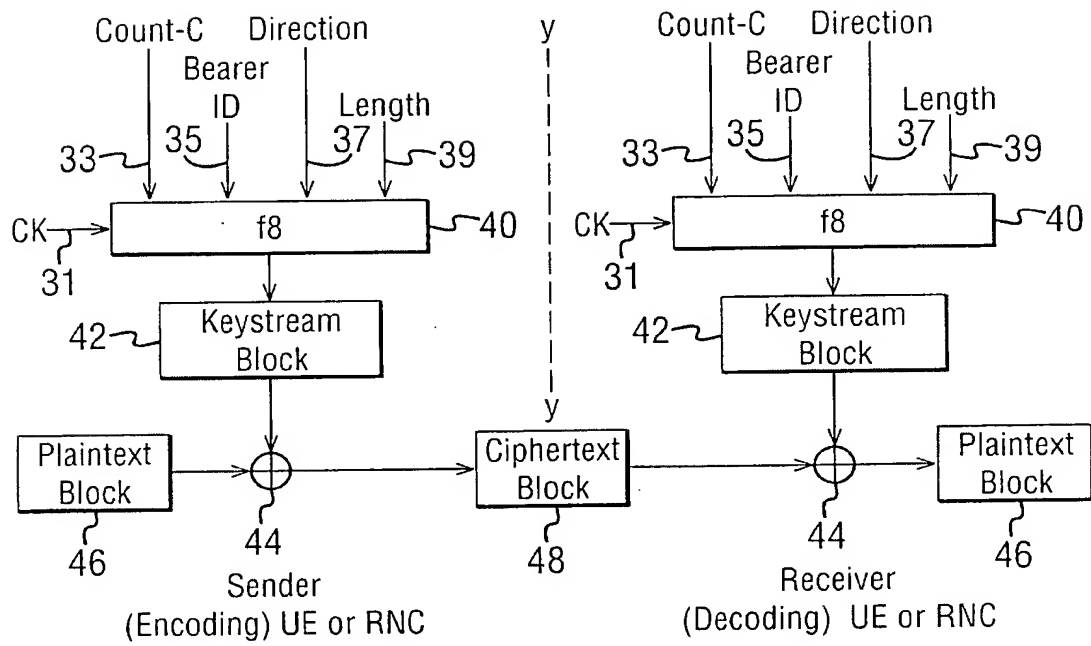 Count-C Direction
Bearer
ID
Length
33
35
37
39
CK
31
f8
40
42
Keystream
Block
Plaintext
Block
46
44
Sender
(Encoding) UE or RNC
y
y
Ciphertext
Block
48
Count-C Direction
Bearer
ID
Length
33
35
37
39
CK
31
f8
40
42
Keystream
Block
44
Plaintext
Block
46
Receiver
(Decoding) UE or RNC